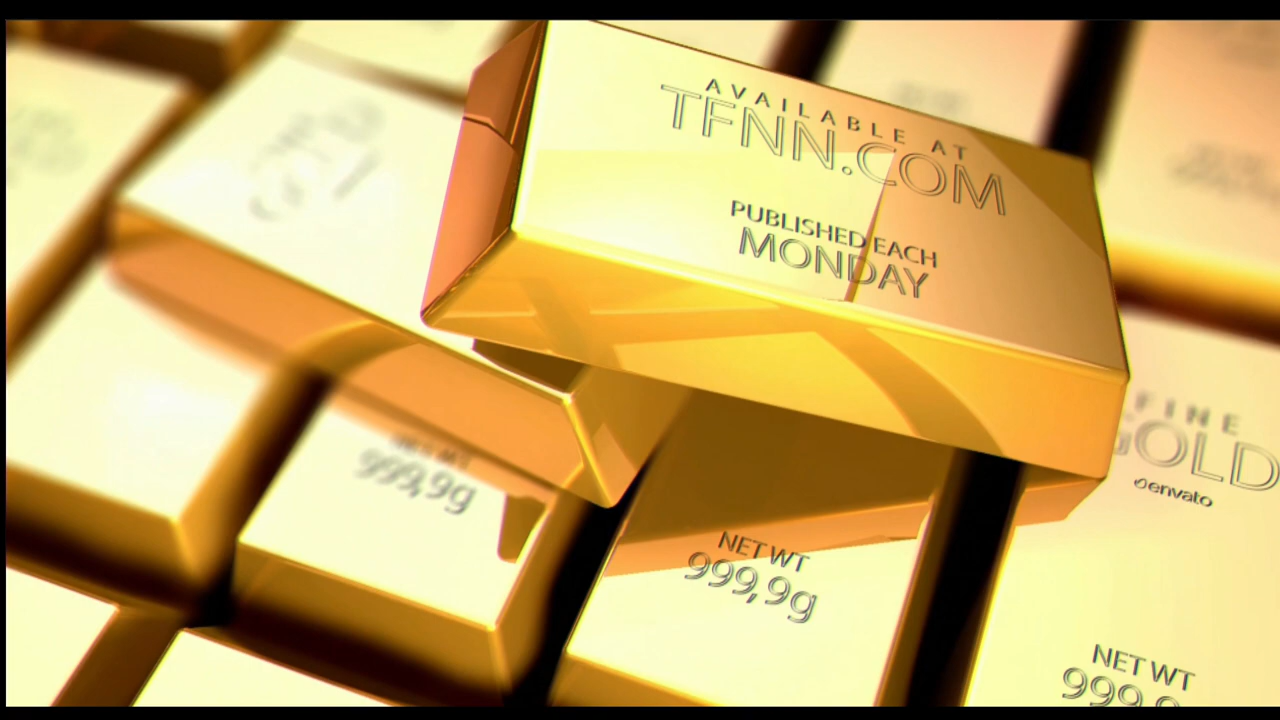 AVAILABLE AT
TFNN.COM
PUBLISHED EACH
MONDAY
FINE
GOLD
envato
NET WT
999,9g
NET WT
999,9g
NET WT